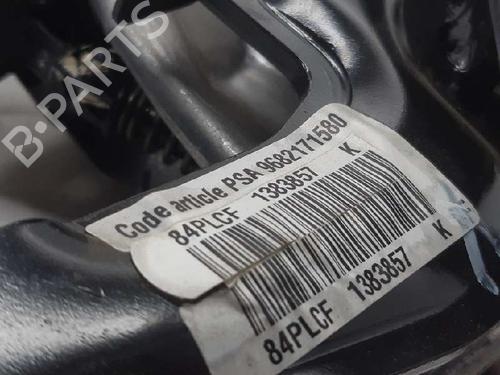 B-PARTS
Code article PSA 9682171580
84PLCF 1383857 K
84PLCF 1383857 K